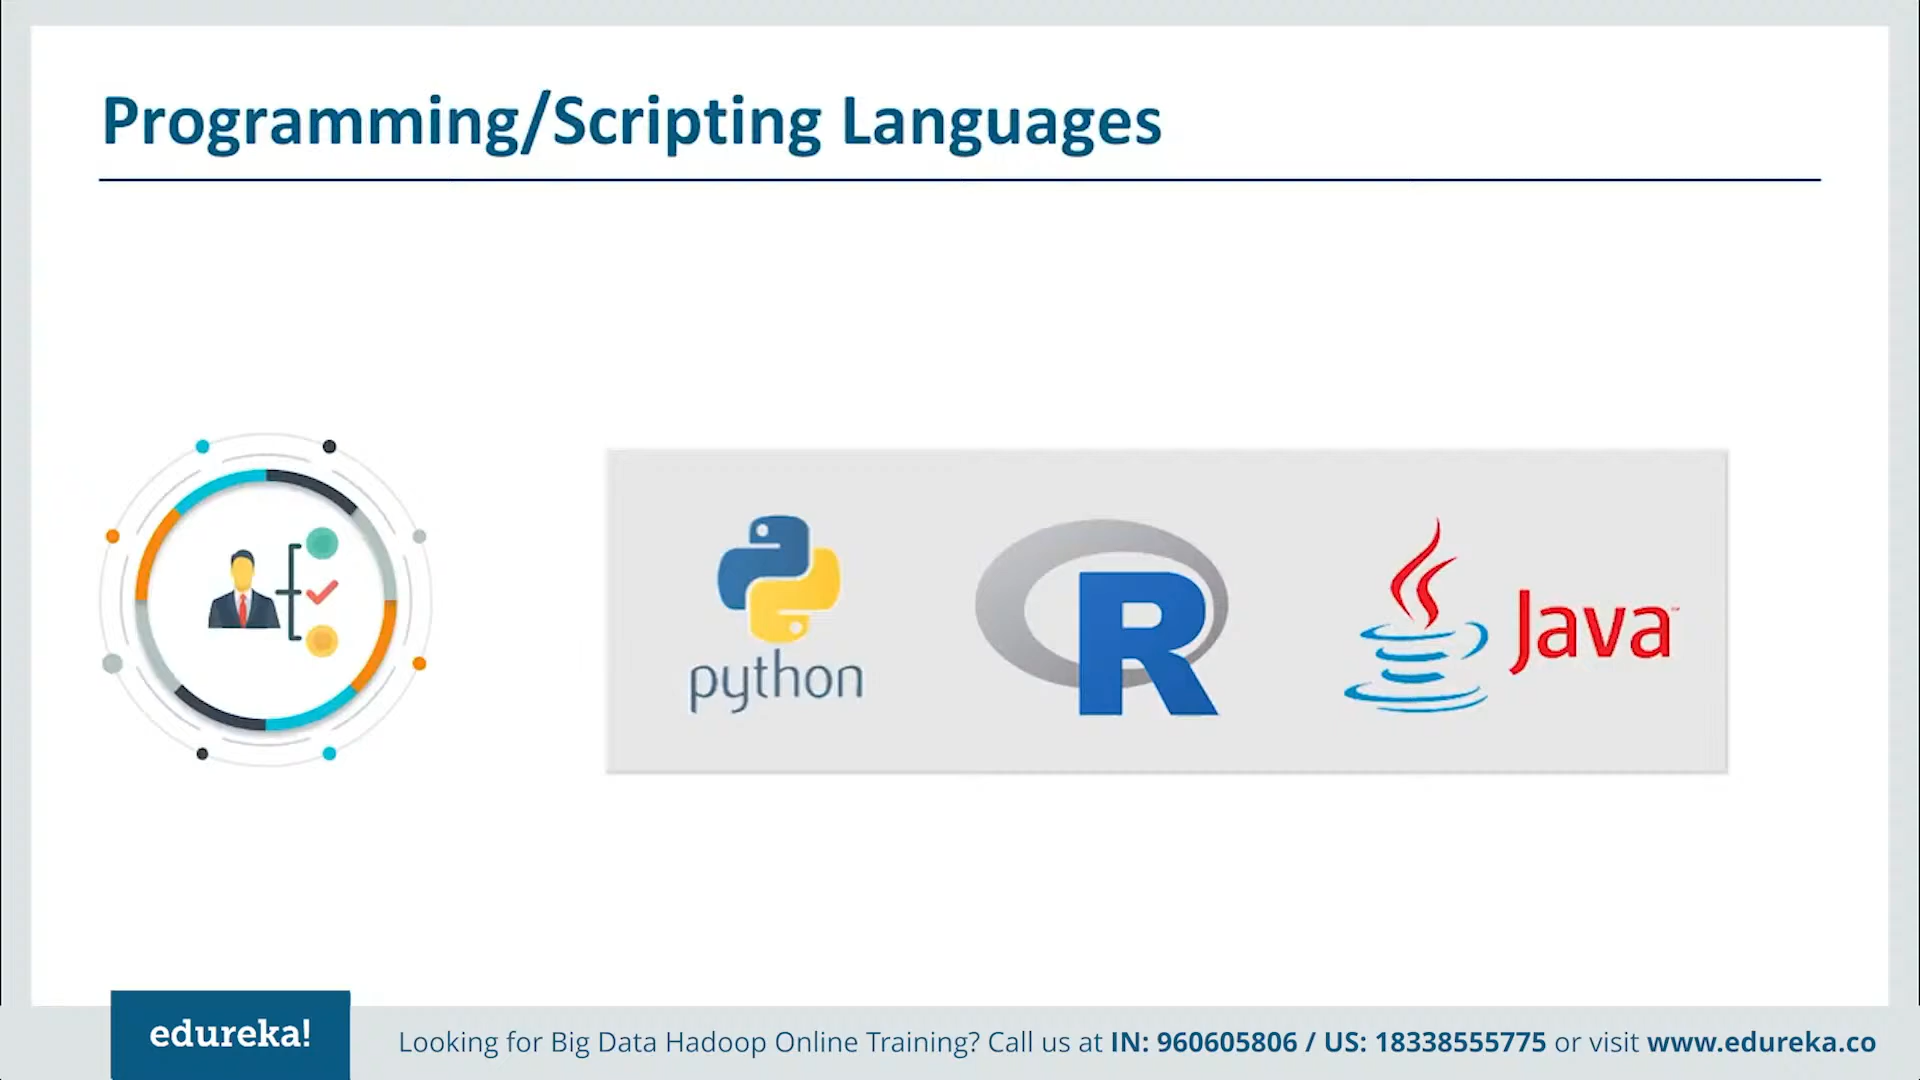 Programming/Scripting Languages
python
R
Java™
edureka!
Looking for Big Data Hadoop Online Training? Call us at IN: 960605806 / US: 18338555775 or visit www.edureka.co